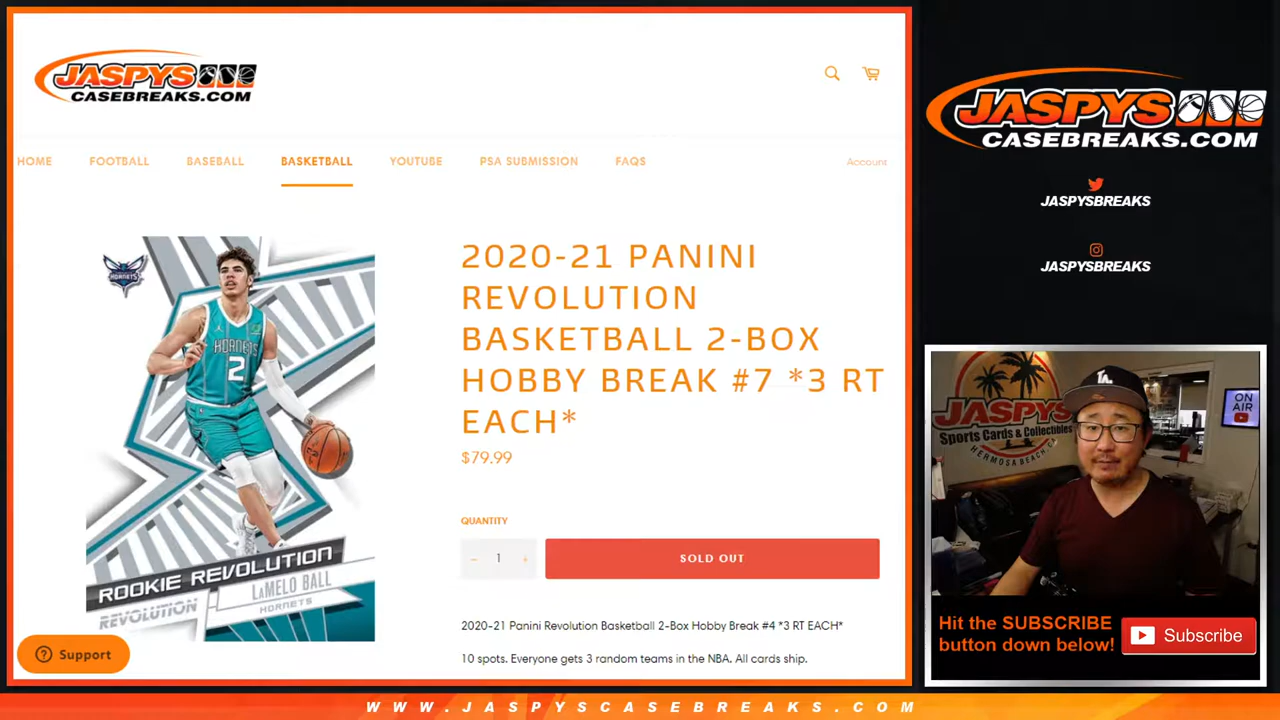 JASPYS
CASEBREAKS.COM
HOME FOOTBALL BASEBALL BASKETBALL YOUTUBE PSA SUBMISSION FAQS Account
HORNETS
HORNETS
2
ROOKIE REVOLUTION
REVOLUTION
LAMELO BALL
HORNETS
2020-21 PANINI
REVOLUTION
BASKETBALL 2-BOX
HOBBY BREAK #7 *3 RT
EACH*
$79.99
QUANTITY
− 1 +
SOLD OUT
2020-21 Panini Revolution Basketball 2-Box Hobby Break #4 *3 RT EACH*
10 spots. Everyone gets 3 random teams in the NBA. All cards ship.
Support
JASPYS
CASEBREAKS.COM
JASPYSBREAKS
JASPYSBREAKS
JASPYS
Sports Cards & Collectibles
HERMOSA BEACH, CA
LA
ON
AIR
Hit the SUBSCRIBE
button down below!
Subscribe
WWW.JASPYSCASEBREAKS.COM